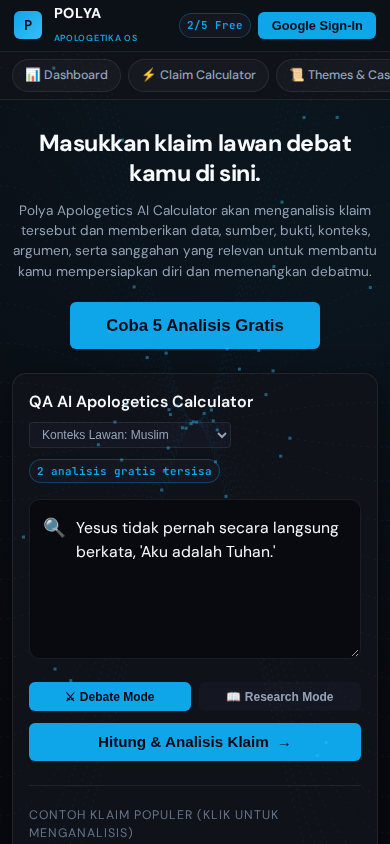 P
POLYA
APOLOGETIKA OS
2/5 Free
Google Sign-In
📊 Dashboard
⚡ Claim Calculator
📜 Themes & Cas
Masukkan klaim lawan debat
kamu di sini.
Polya Apologetics AI Calculator akan menganalisis klaim
tersebut dan memberikan data, sumber, bukti, konteks,
argumen, serta sanggahan yang relevan untuk membantu
kamu mempersiapkan diri dan memenangkan debatmu.
Coba 5 Analisis Gratis
QA AI Apologetics Calculator
Konteks Lawan: Muslim
2 analisis gratis tersisa
🔍 Yesus tidak pernah secara langsung
berkata, 'Aku adalah Tuhan.'
⚔ Debate Mode
📖 Research Mode
Hitung & Analisis Klaim →
CONTOH KLAIM POPULER (KLIK UNTUK
MENGANALISIS)